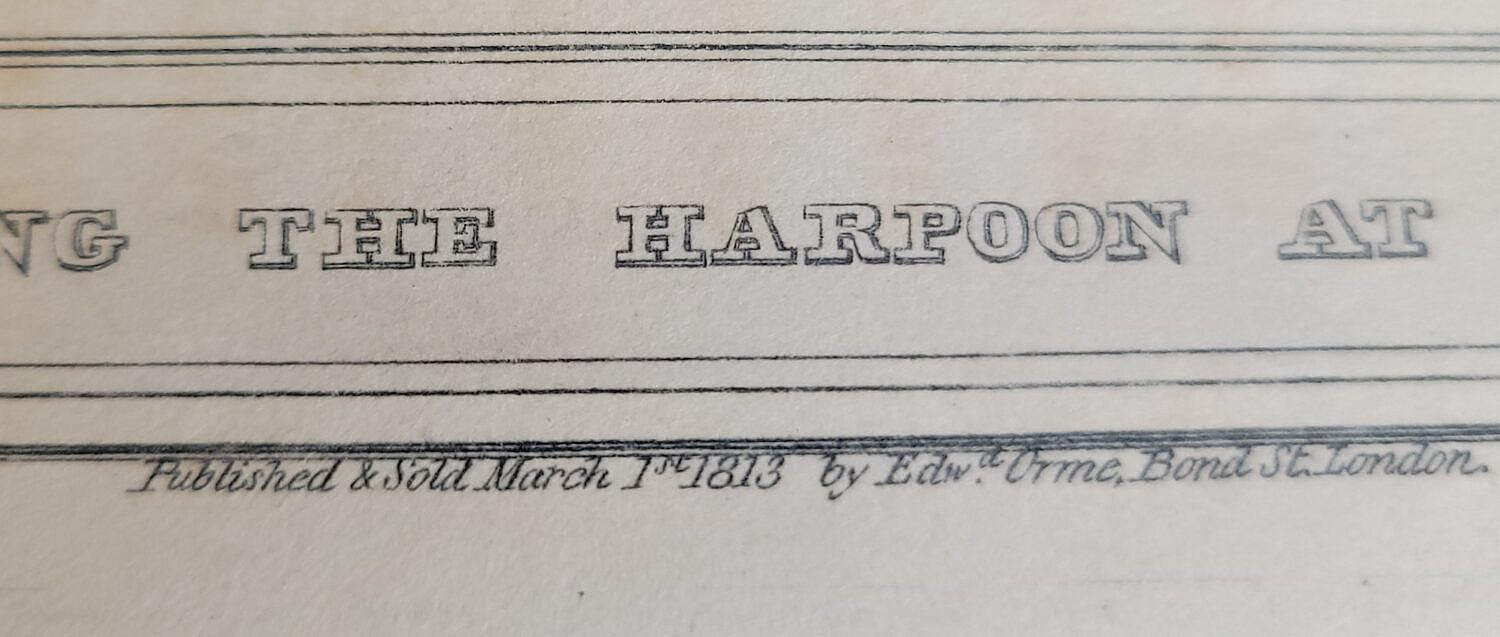 NG THE HARPOON AT
Published & Sold March 1st 1813 by Edwd. Orme, Bond St. London.